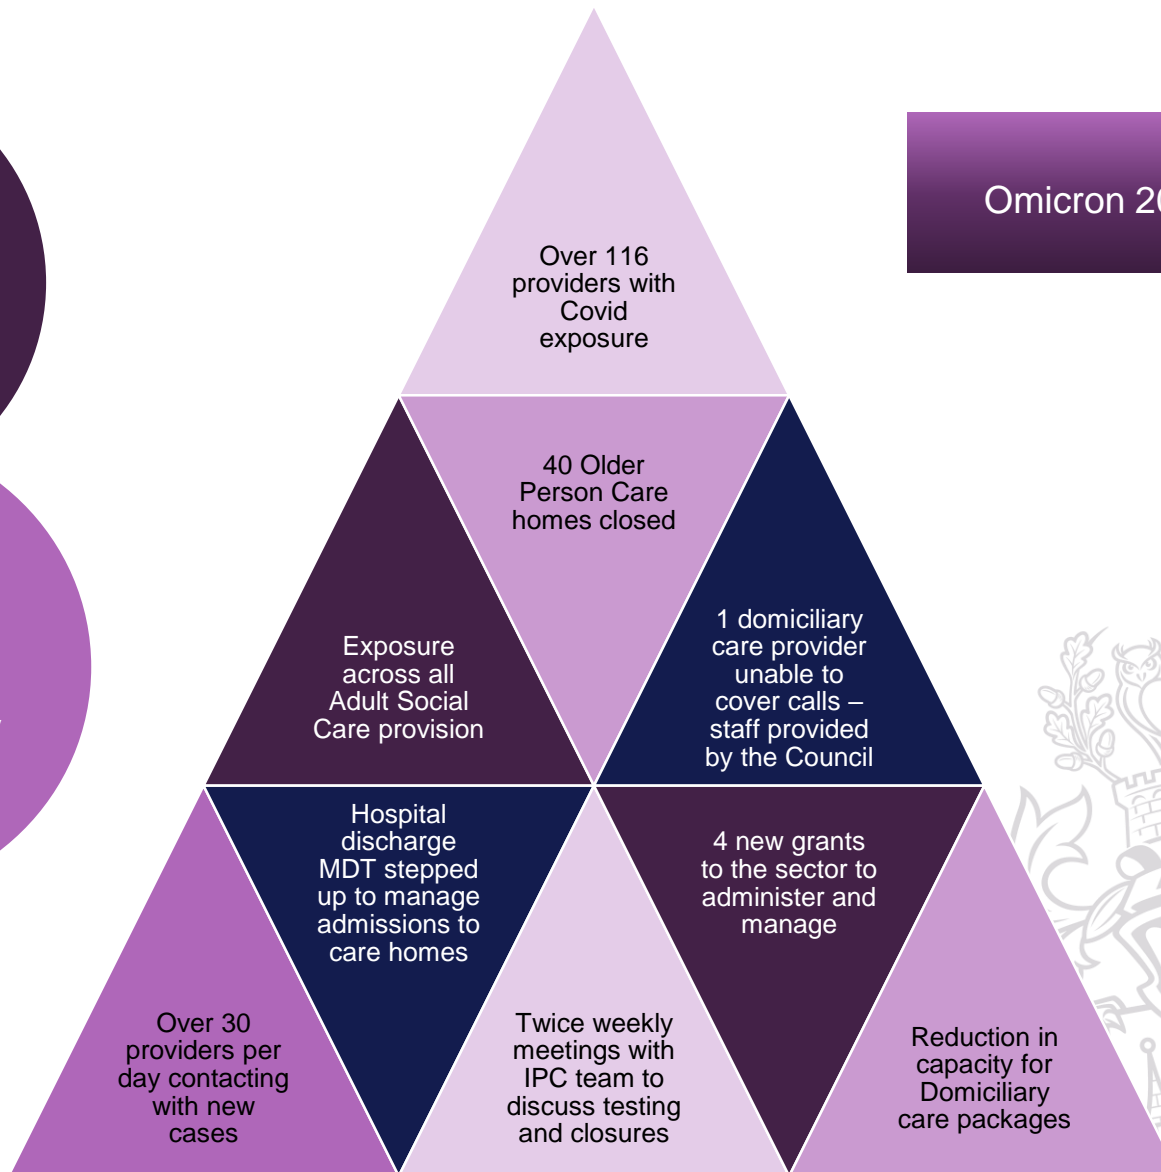 Omicron 20
Over 116
providers with
Covid
exposure
40 Older
Person Care
homes closed
Exposure
across all
Adult Social
Care provision
1 domiciliary
care provider
unable to
cover calls –
staff provided
by the Council
Hospital
discharge
MDT stepped
up to manage
admissions to
care homes
4 new grants
to the sector to
administer and
manage
Over 30
providers per
day contacting
with new
cases
Twice weekly
meetings with
IPC team to
discuss testing
and closures
Reduction in
capacity for
Domiciliary
care packages